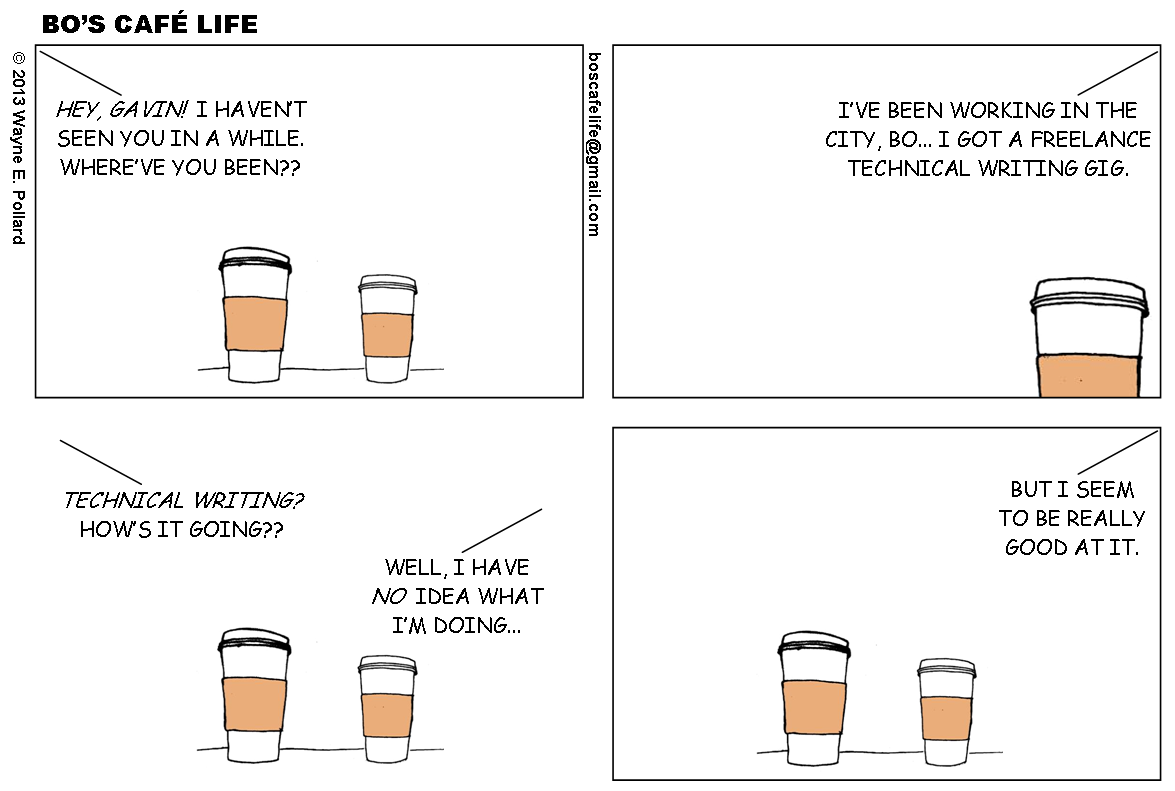 BO'S CAFÉ LIFE
© 2013 Wayne E. Pollard
HEY, GAVIN! I HAVEN'T
SEEN YOU IN A WHILE.
WHERE'VE YOU BEEN??
boscafelife@gmail.com
I'VE BEEN WORKING IN THE
CITY, BO... I GOT A FREELANCE
TECHNICAL WRITING GIG.
TECHNICAL WRITING?
HOW'S IT GOING??
WELL, I HAVE
NO IDEA WHAT
I'M DOING...
BUT I SEEM
TO BE REALLY
GOOD AT IT.